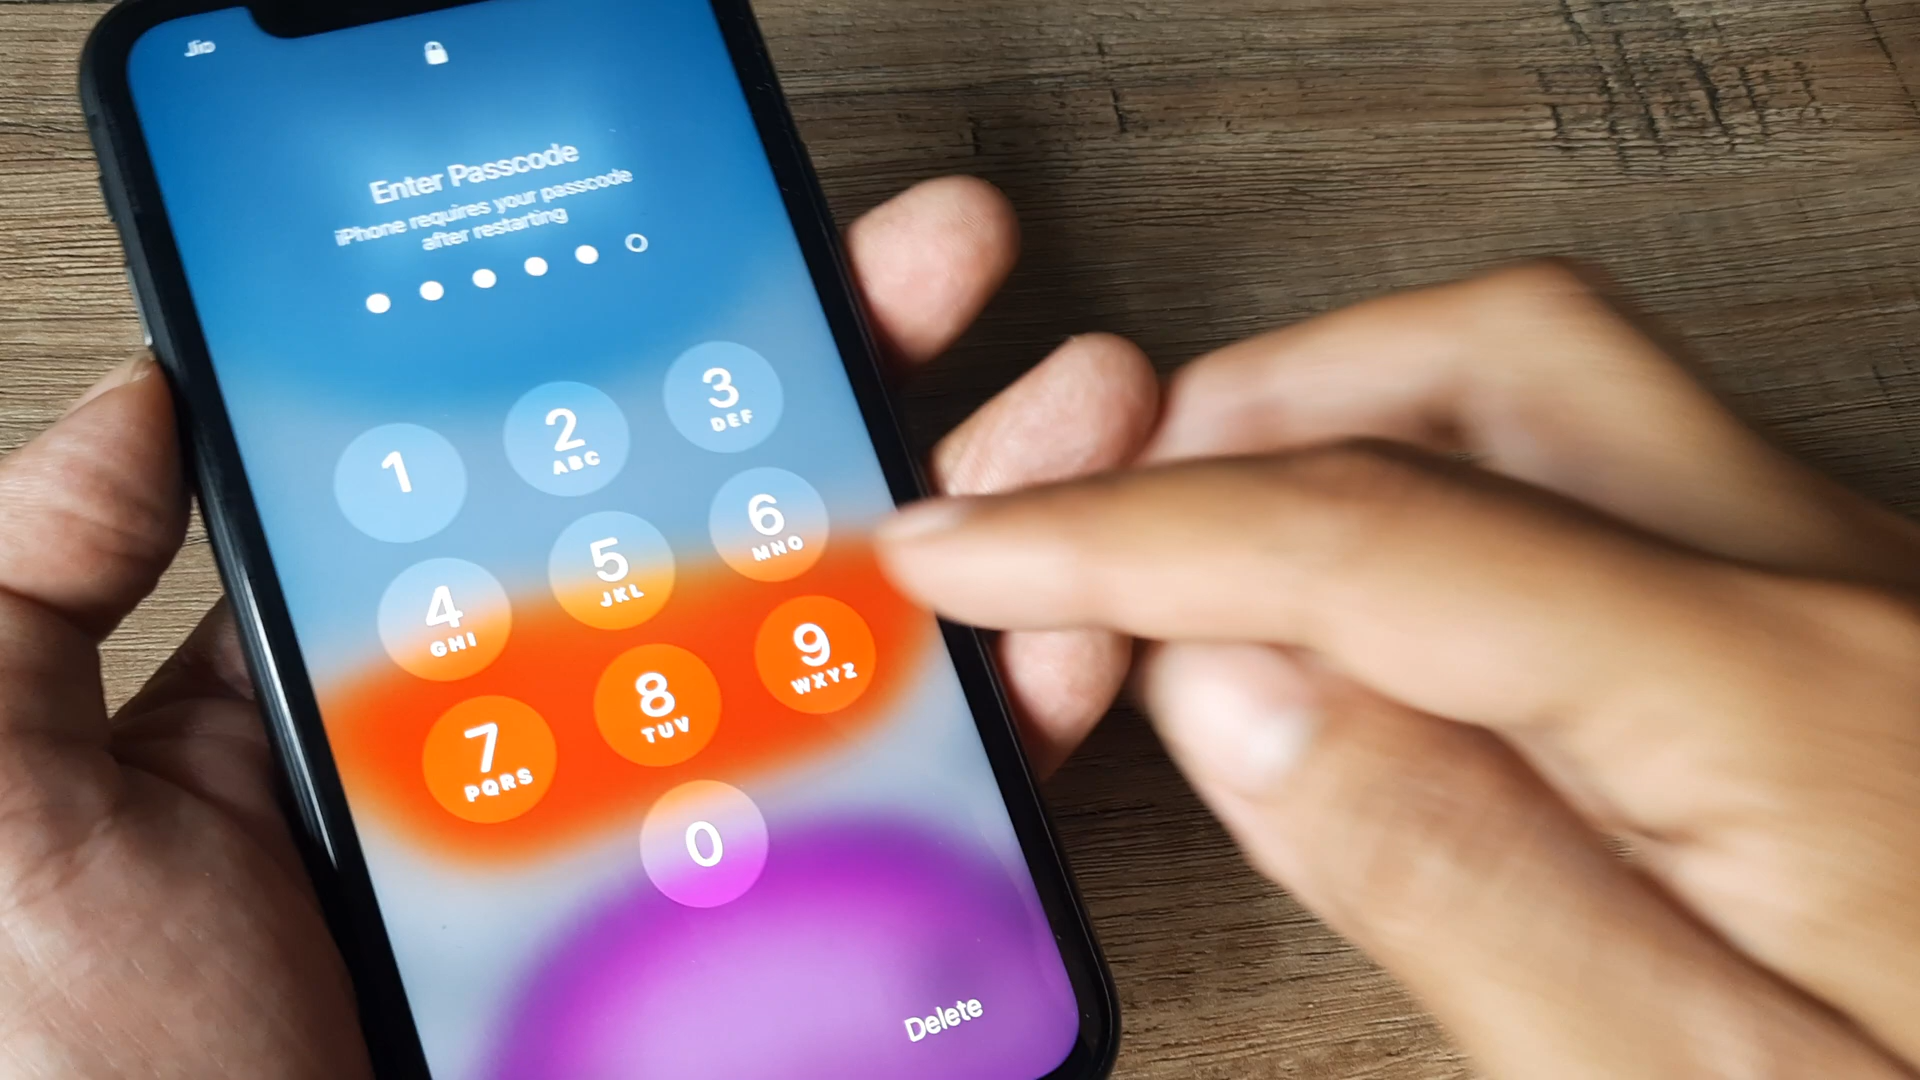 Jio
Enter Passcode
iPhone requires your passcode
after restarting
1
2
ABC
3
DEF
4
GHI
5
JKL
6
MNO
7
PQRS
8
TUV
9
WXYZ
0
Delete